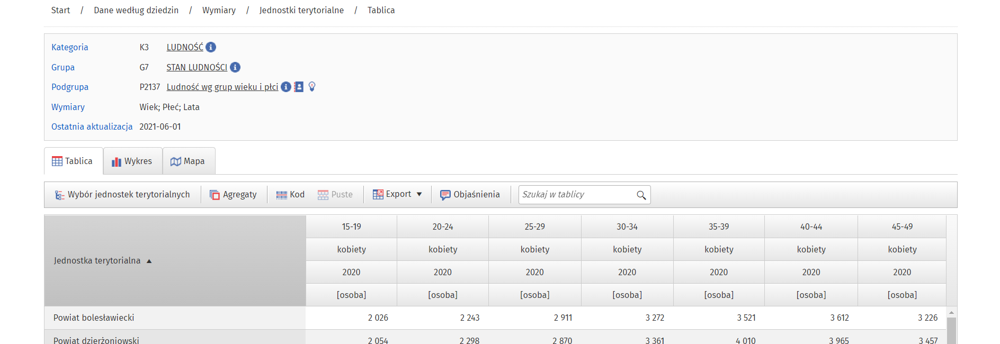 Start / Dane według dziedzin / Wymiary / Jednostki terytorialne / Tablica
Kategoria K3 LUDNOŚĆ
Grupa G7 STAN LUDNOŚCI
Podgrupa P2137 Ludność wg grup wieku i płci
Wymiary Wiek; Płeć; Lata
Ostatnia aktualizacja 2021-06-01
Tablica Wykres Mapa
Wybór jednostek terytorialnych Agregaty Kod Puste Export Objaśnienia Szukaj w tablicy
Jednostka terytorialna
15-19 20-24 25-29 30-34 35-39 40-44 45-49
kobiety kobiety kobiety kobiety kobiety kobiety kobiety
2020 2020 2020 2020 2020 2020 2020
[osoba] [osoba] [osoba] [osoba] [osoba] [osoba] [osoba]
Powiat bolesławiecki 2 026 2 243 2 911 3 272 3 521 3 612 3 226
Powiat dzierżoniowski 2 054 2 298 2 870 3 361 4 010 3 965 3 457